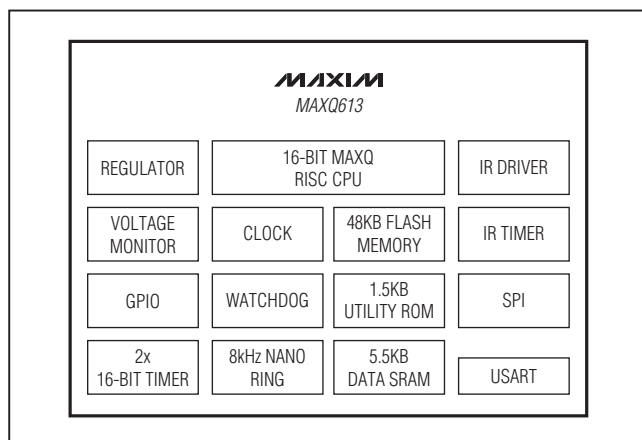 MAXIM
MAXQ613
REGULATOR
16-BIT MAXQ
RISC CPU
IR DRIVER
VOLTAGE
MONITOR
CLOCK
48KB FLASH
MEMORY
IR TIMER
GPIO
WATCHDOG
1.5KB
UTILITY ROM
SPI
2x
16-BIT TIMER
8kHz NANO
RING
5.5KB
DATA SRAM
USART